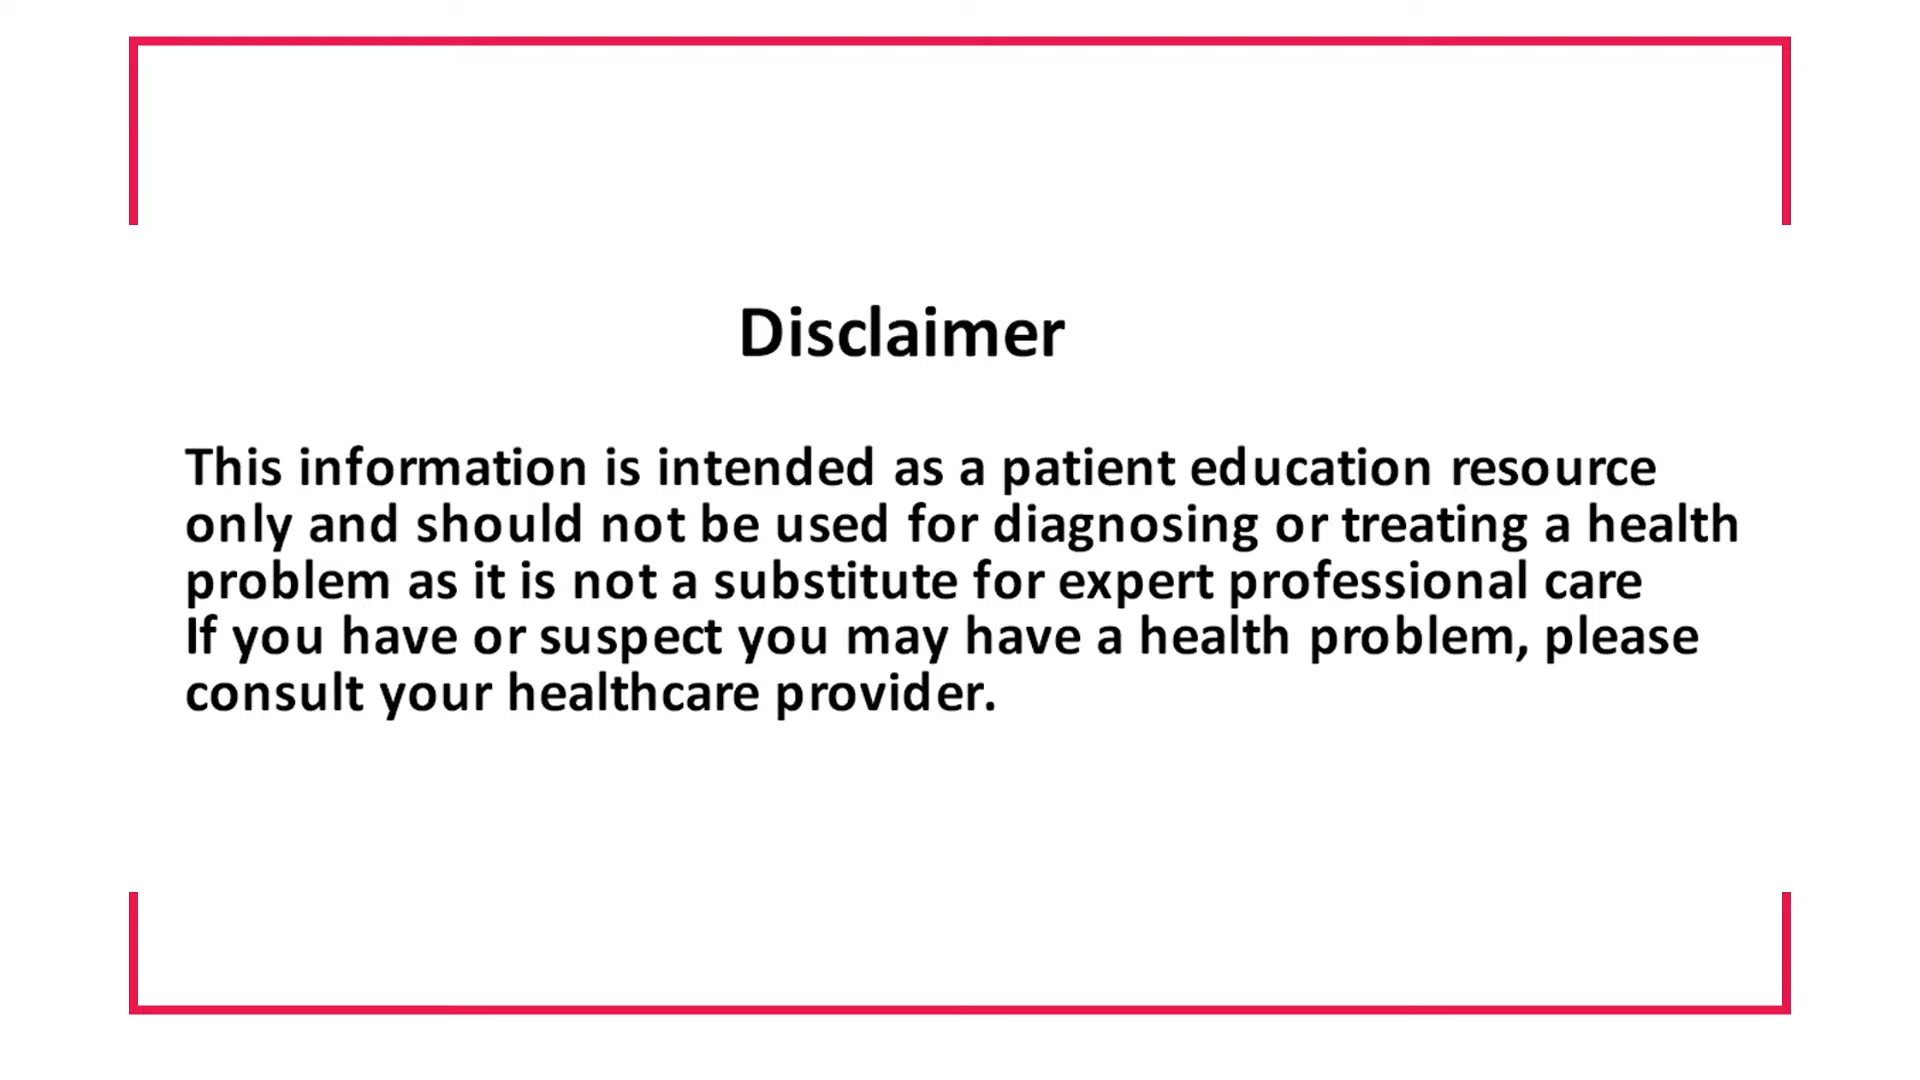 Disclaimer
This information is intended as a patient education resource
only and should not be used for diagnosing or treating a health
problem as it is not a substitute for expert professional care
If you have or suspect you may have a health problem, please
consult your healthcare provider.